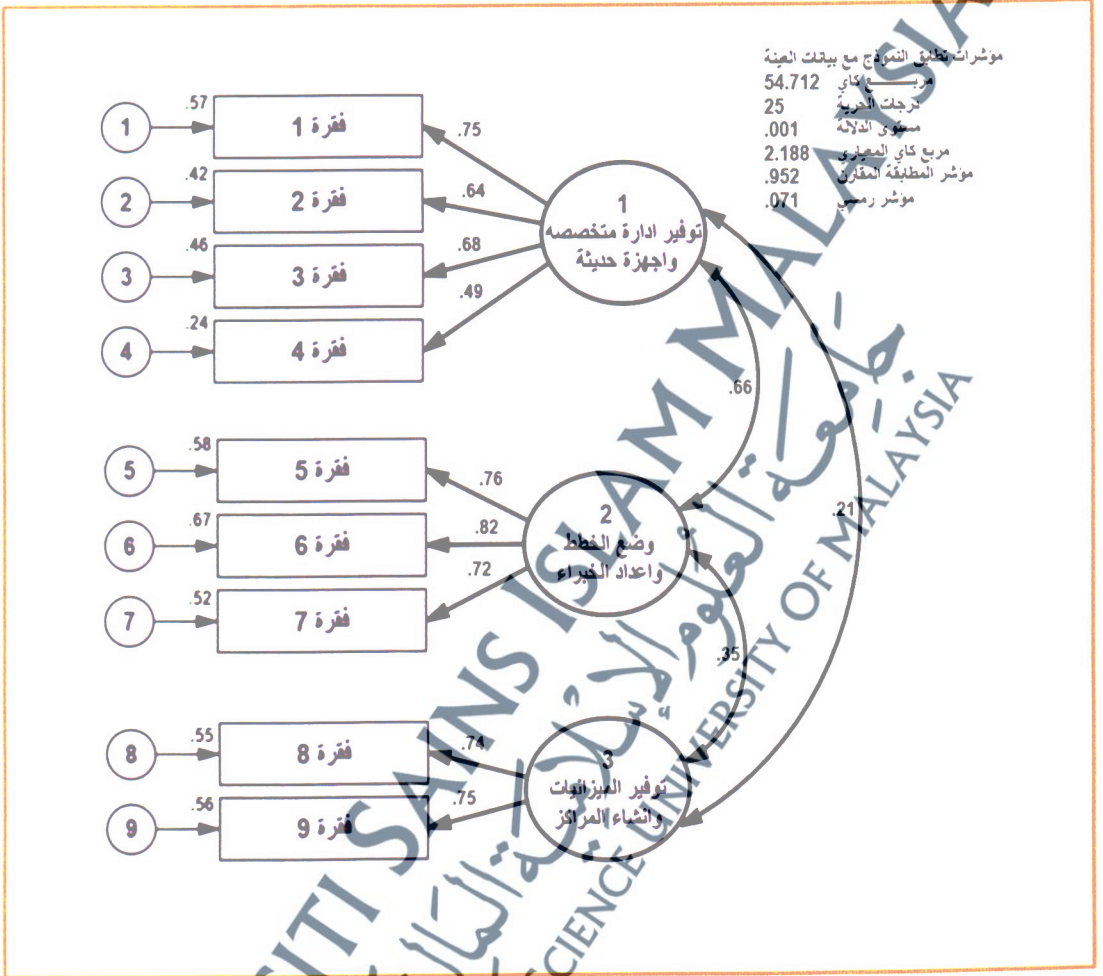 مؤشرات تطابق النموذج مع بيانات العينة
مربـــــع كاي 54.712
درجات الحرية 25
مستوى الدلالة .001
مربع كاي المعياري 2.188
مؤشر المطابقة المقارن .952
مؤشر رمسي .071
1 .57 فقرة 1 .75
2 .42 فقرة 2 .64
3 .46 فقرة 3 .68
4 .24 فقرة 4 .49
1
توفير ادارة متخصصه
واجهزة حديثة
.66
.21
5 .58 فقرة 5 .76
6 .67 فقرة 6 .82
7 .52 فقرة 7 .72
2
وضع الخطط
واعداد الخبراء
.35
8 .55 فقرة 8 .74
9 .56 فقرة 9 .75
3
توفير الميزانيات
وانشاء المراكز
SITI SAINS ISLAM MALAYSIA
جامعة العلوم الإسلامية
SCIENCE UNIVERSITY OF MALAYSIA